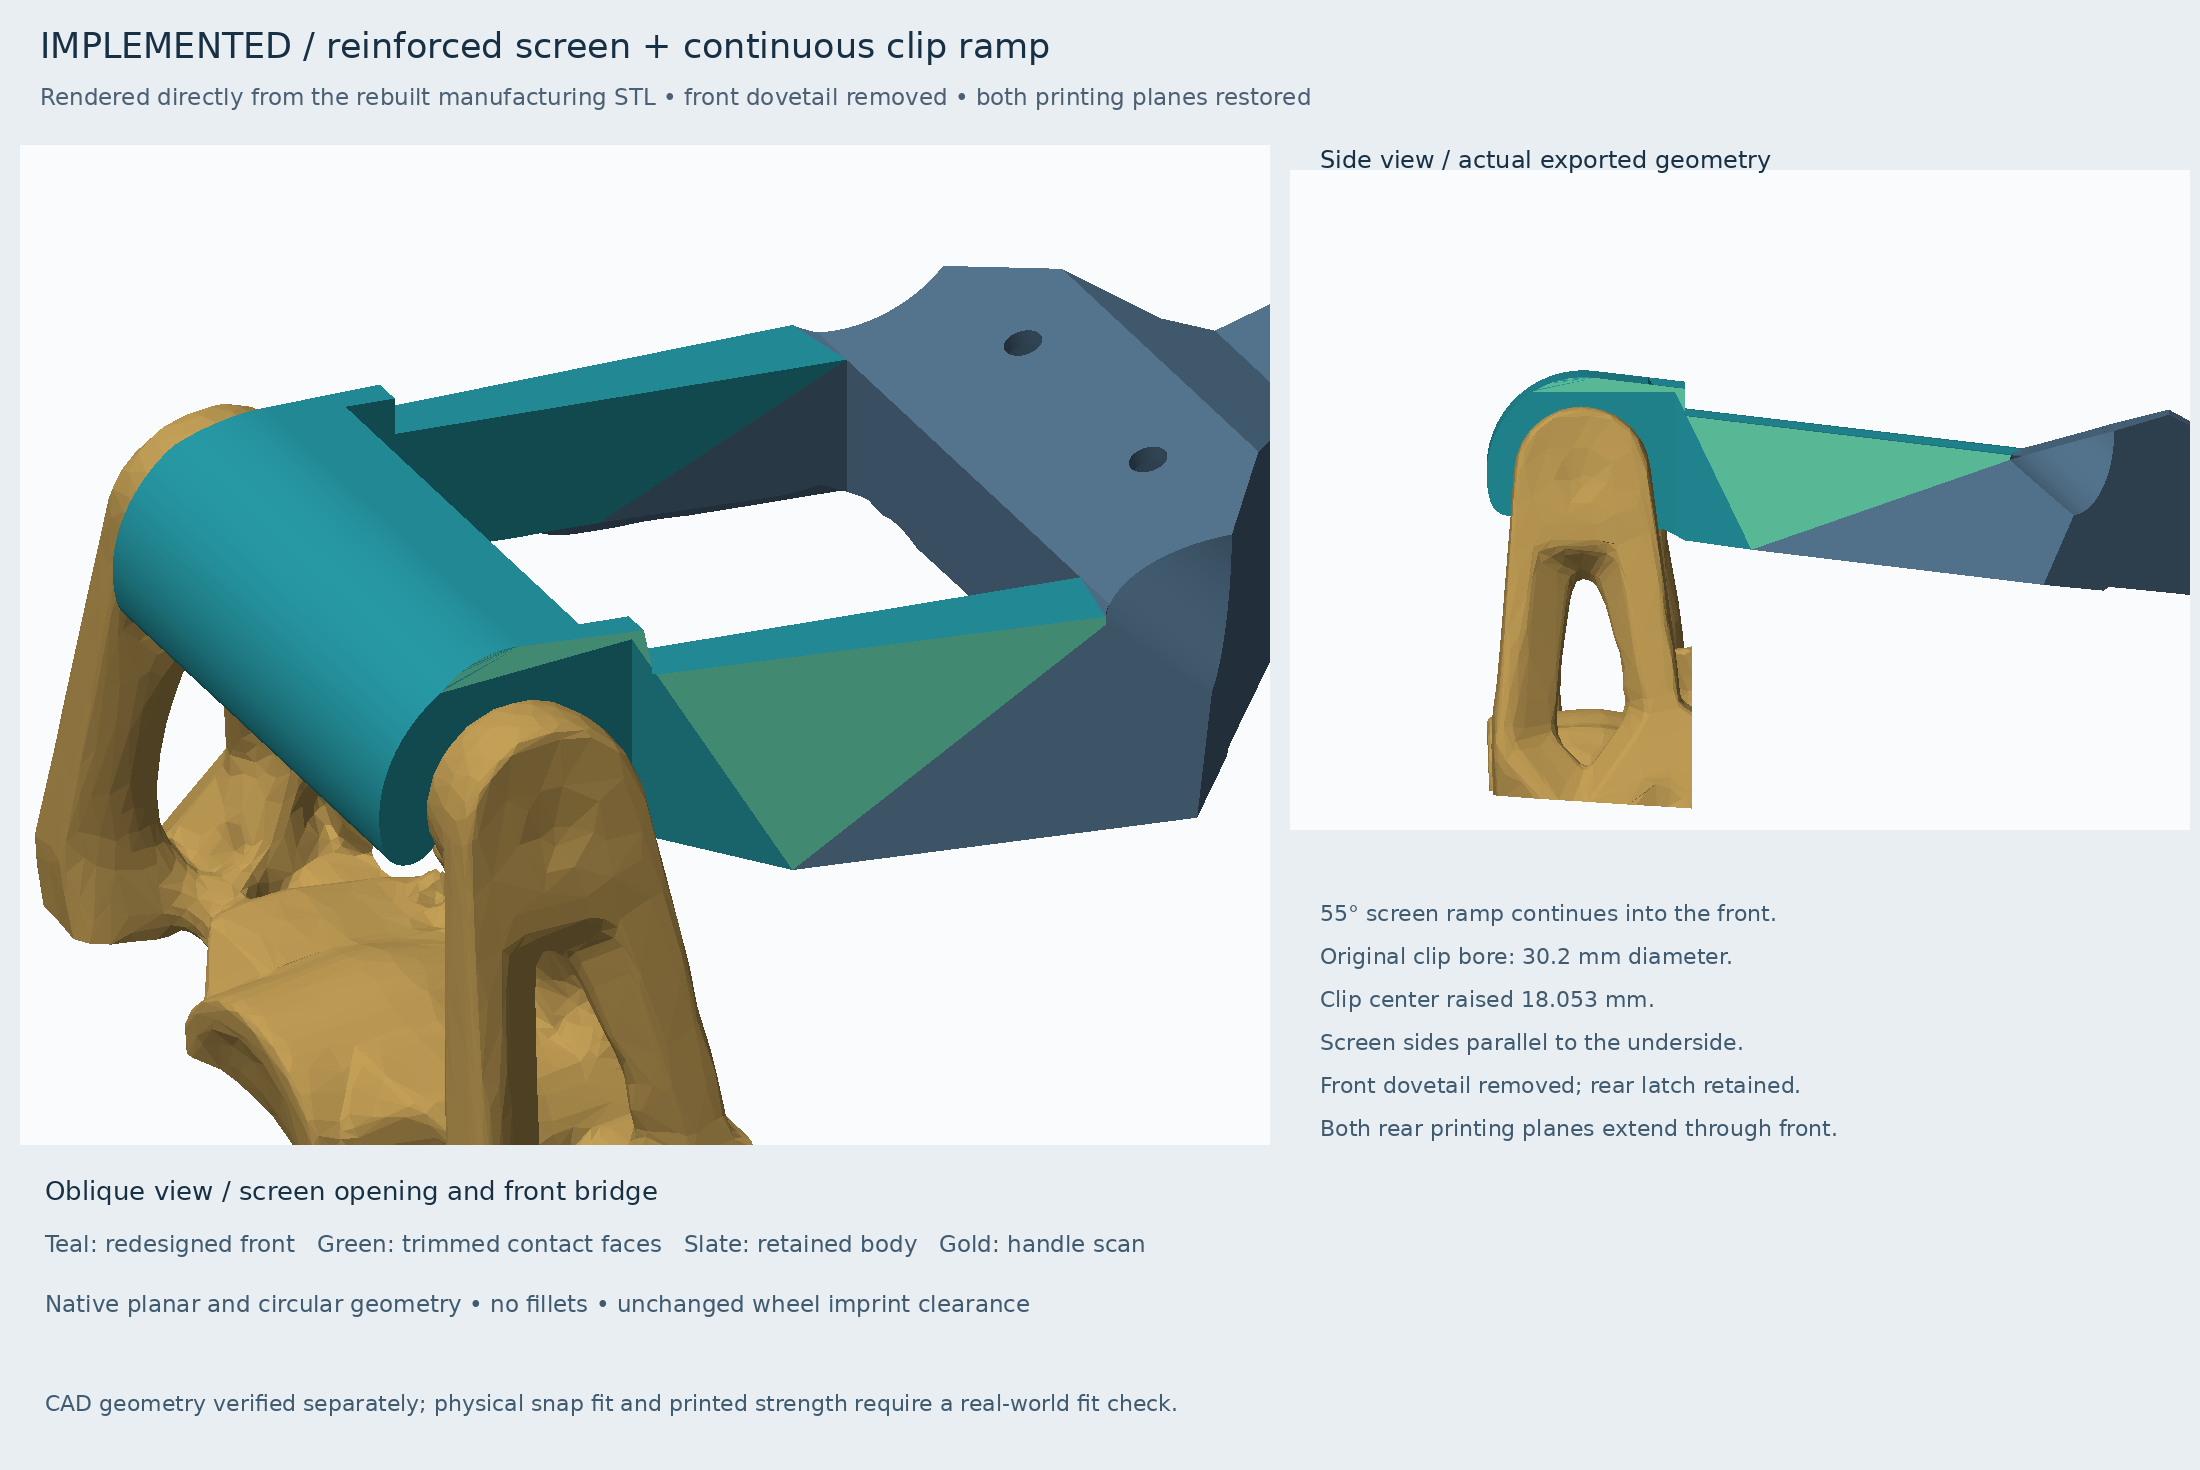 IMPLEMENTED / reinforced screen + continuous clip ramp
Rendered directly from the rebuilt manufacturing STL • front dovetail removed • both printing planes restored
Side view / actual exported geometry
55° screen ramp continues into the front.
Original clip bore: 30.2 mm diameter.
Clip center raised 18.053 mm.
Screen sides parallel to the underside.
Front dovetail removed; rear latch retained.
Both rear printing planes extend through front.
Oblique view / screen opening and front bridge
Teal: redesigned front   Green: trimmed contact faces   Slate: retained body   Gold: handle scan
Native planar and circular geometry • no fillets • unchanged wheel imprint clearance
CAD geometry verified separately; physical snap fit and printed strength require a real-world fit check.